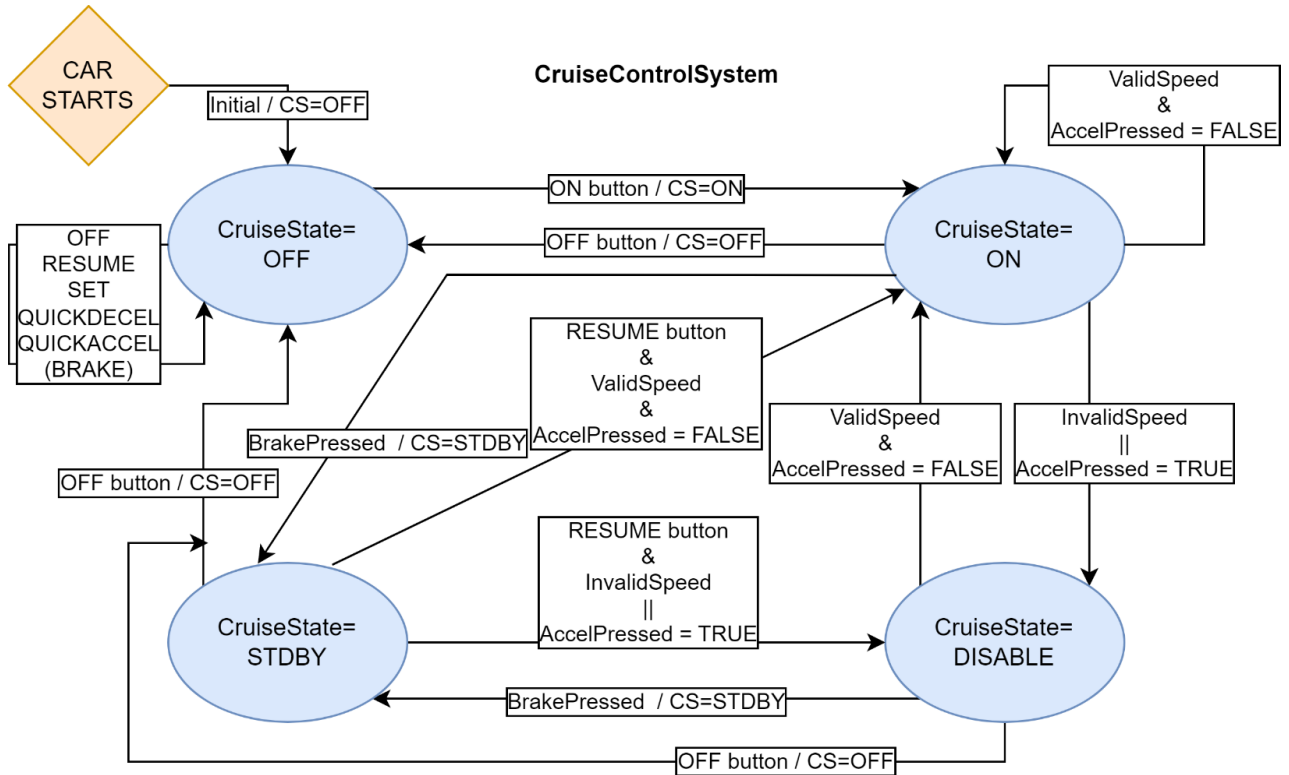 CAR
STARTS
CruiseControlSystem
ValidSpeed
&
AccelPressed = FALSE
Initial / CS=OFF
CruiseState=
OFF
ON button / CS=ON
CruiseState=
ON
OFF button / CS=OFF
OFF
RESUME
SET
QUICKDECEL
QUICKACCEL
(BRAKE)
RESUME button
&
ValidSpeed
&
AccelPressed = FALSE
BrakePressed  / CS=STDBY
ValidSpeed
&
AccelPressed = FALSE
InvalidSpeed
||
AccelPressed = TRUE
OFF button / CS=OFF
RESUME button
&
InvalidSpeed
||
AccelPressed = TRUE
CruiseState=
STDBY
CruiseState=
DISABLE
BrakePressed  / CS=STDBY
OFF button / CS=OFF